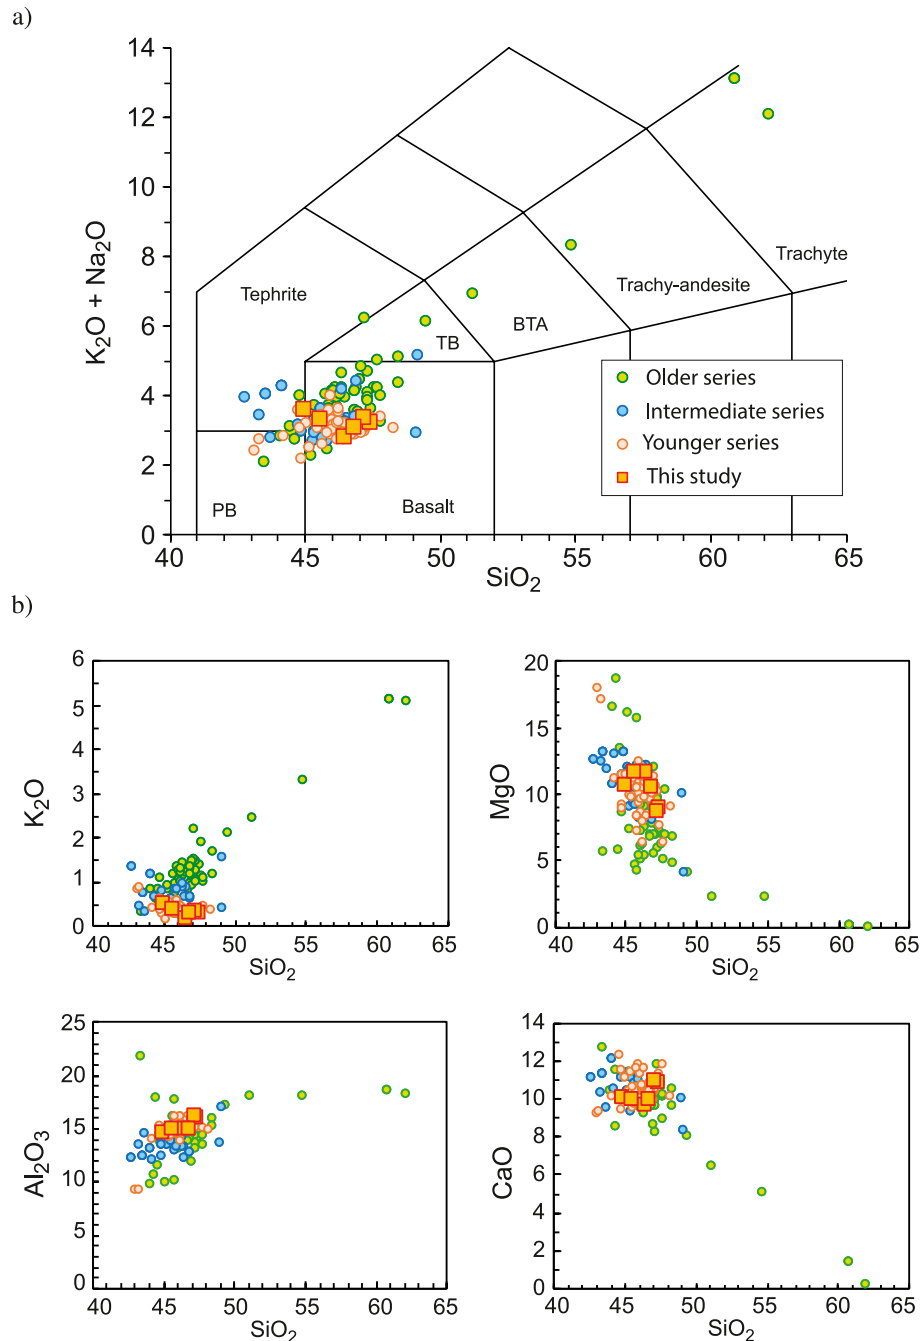 a)
K₂O + Na₂O
14
12
10
8
6
4
2
0
Tephrite
TB
BTA
Trachy-andesite
Trachyte
PB
Basalt
Older series
Intermediate series
Younger series
This study
40 45 50 55 60 65
SiO₂
b)
K₂O
6
5
4
3
2
1
0
40 45 50 55 60 65
SiO₂
MgO
20
15
10
5
0
40 45 50 55 60 65
SiO₂
Al₂O₃
25
20
15
10
5
0
40 45 50 55 60 65
SiO₂
CaO
14
12
10
8
6
4
2
0
40 45 50 55 60 65
SiO₂